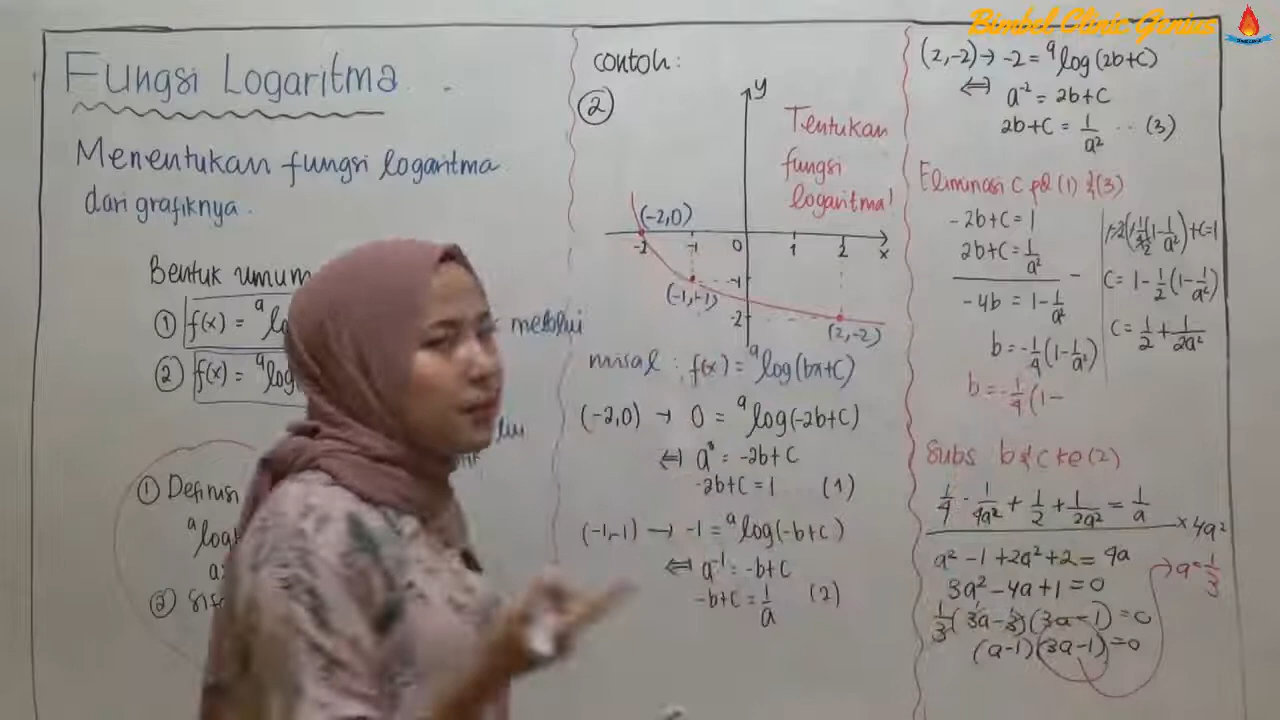 Bimbel Clinic Genius
Fungsi Logaritma
Menentukan fungsi logaritma
dari grafiknya.
Bentuk umum
① f(x) = ᵃlo
melalui
② f(x) = ᵃlog
① Definisi
ᵃlog
②
contoh:
②
y
Tentukan
fungsi
logaritma!
(-2,0)
-2 -1 0 1 2 x
-1
(-1,-1)
-2
(2,-2)
misal : f(x) = ᵃlog(bx+c)
(-2,0) → 0 = ᵃlog(-2b+c)
⇔ a⁰ = -2b+c
-2b+c = 1 (1)
(-1,-1) → -1 = ᵃlog(-b+c)
⇔ a⁻¹ = -b+c
-b+c = 1/a (2)
(2,-2) → -2 = ᵃlog(2b+c)
⇔ a⁻² = 2b+c
2b+c = 1/a² ... (3)
Eliminasi c pd (1) & (3)
-2b+c = 1
2b+c = 1/a²
-
-4b = 1-1/a²
b = -1/4(1-1/a²)
b = -1/4(1-
c = 1-1/2(1-1/a²)
c = 1/2+1/2a²
Subs b & c ke (2)
1/4 - 1/4a² + 1/2 + 1/2a² = 1/a
× 4a²
a² - 1 + 2a² + 2 = 4a
3a² - 4a + 1 = 0
1/3(3a-3)(3a-1) = 0
(a-1)(3a-1) = 0
a = 1/3